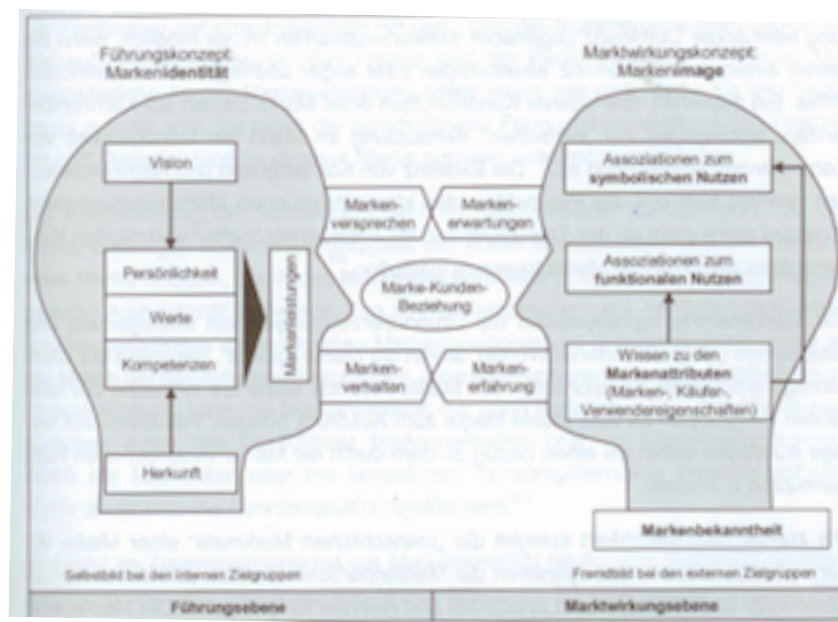 Führungskonzept:
Markenidentität
Marktwirkungskonzept:
Markenimage
Vision
Persönlichkeit
Werte
Kompetenzen
Herkunft
Markenleistungen
Marken-
versprechen
Marken-
erwartungen
Marke-Kunden-
Beziehung
Marken-
verhalten
Marken-
erfahrung
Assoziationen zum
symbolischen Nutzen
Assoziationen zum
funktionalen Nutzen
Wissen zu den
Markenattributen
(Marken-, Käufer-,
Verwendereigenschaften)
Markenbekanntheit
Selbstbild bei den internen Zielgruppen
Fremdbild bei den externen Zielgruppen
Führungsebene
Marktwirkungsebene